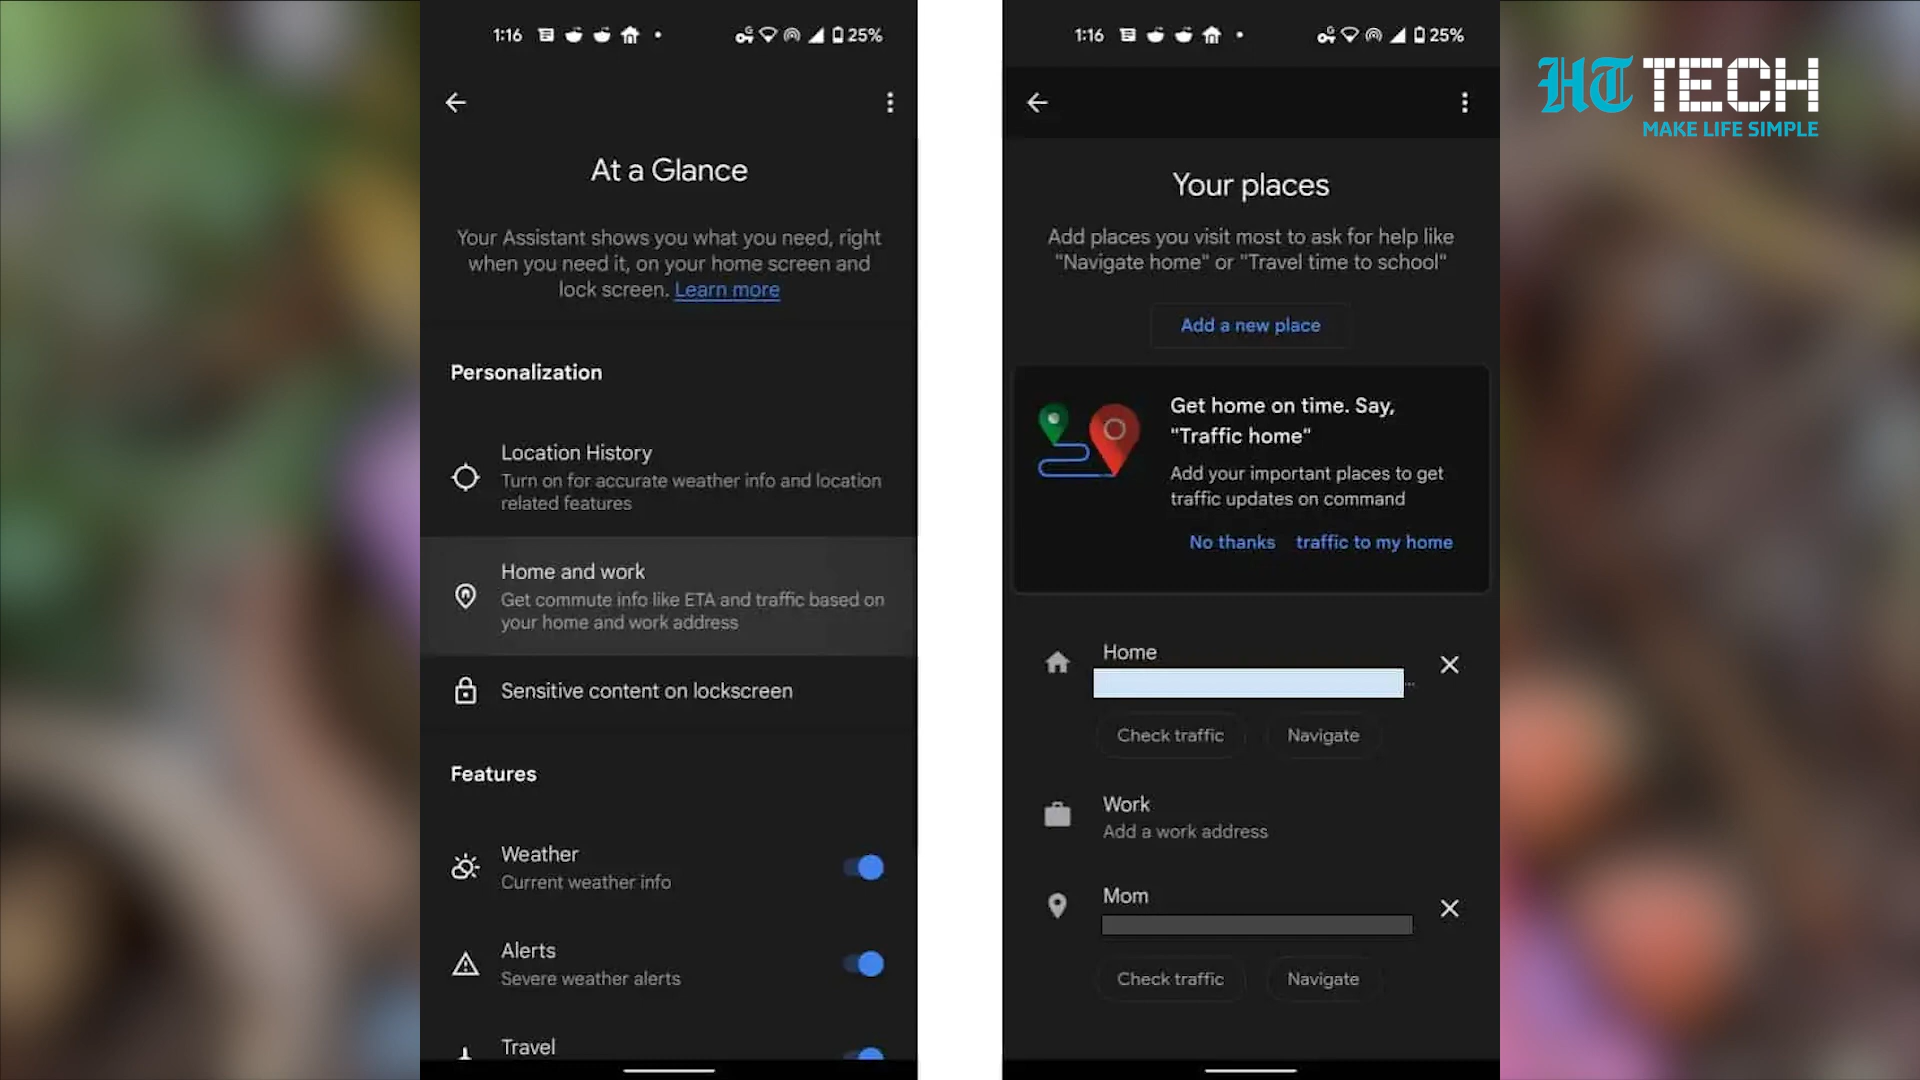 1:16
25%
At a Glance
Your Assistant shows you what you need, right
when you need it, on your home screen and
lock screen. Learn more
Personalization
Location History
Turn on for accurate weather info and location
related features
Home and work
Get commute info like ETA and traffic based on
your home and work address
Sensitive content on lockscreen
Features
Weather
Current weather info
Alerts
Severe weather alerts
Travel
1:16
25%
Your places
Add places you visit most to ask for help like
"Navigate home" or "Travel time to school"
Add a new place
Get home on time. Say,
"Traffic home"
Add your important places to get
traffic updates on command
No thanks traffic to my home
Home
...
Check traffic Navigate
Work
Add a work address
Mom
Check traffic Navigate
HT TECH
MAKE LIFE SIMPLE